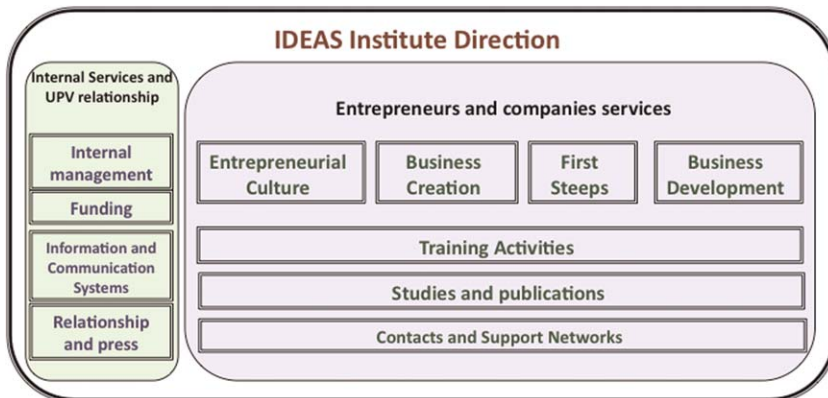 IDEAS Institute Direction
Internal Services and
UPV relationship
Internal
management
Funding
Information and
Communication
Systems
Relationship
and press
Entrepreneurs and companies services
Entrepreneurial
Culture
Business
Creation
First
Steeps
Business
Development
Training Activities
Studies and publications
Contacts and Support Networks